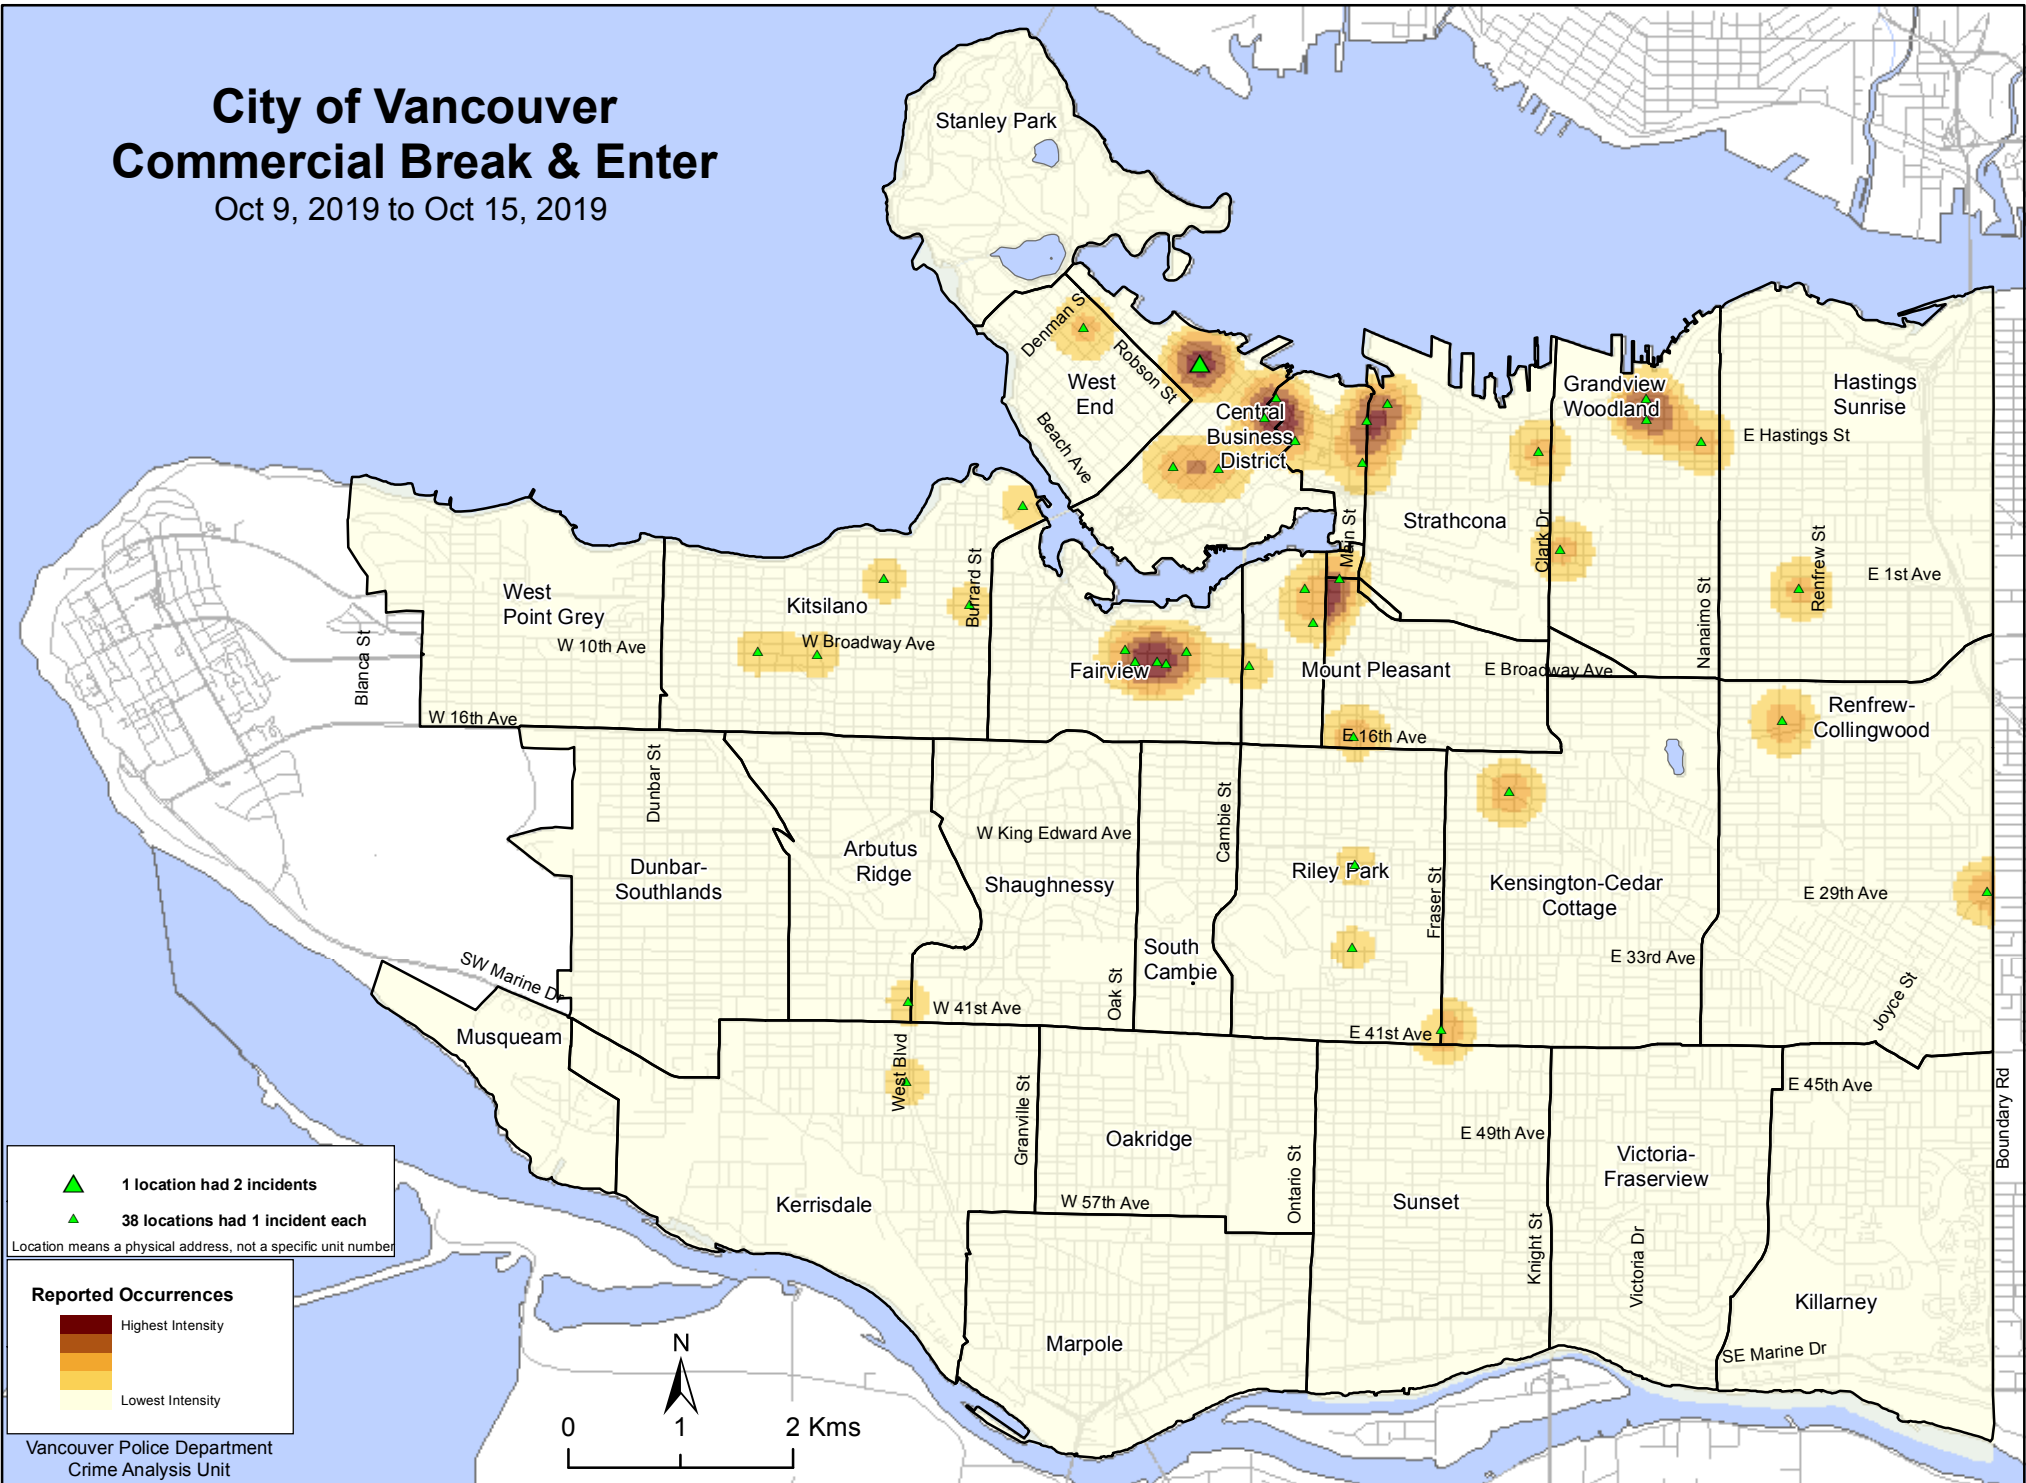 City of Vancouver
Commercial Break & Enter
Oct 9, 2019 to Oct 15, 2019
Stanley Park
Denman S
Robson St
West
End
Beach Ave
Central
Business
District
Grandview
Woodland
Hastings
Sunrise
E Hastings St
Strathcona
Main St
Clark Dr
Nanaimo St
Renfrew St
E 1st Ave
West
Point Grey
Kitsilano
Burrard St
W 10th Ave
W Broadway Ave
Blanca St
Fairview
Mount Pleasant
E Broadway Ave
W 16th Ave
E 16th Ave
Renfrew-
Collingwood
Dunbar St
Dunbar-
Southlands
Arbutus
Ridge
W King Edward Ave
Shaughnessy
Cambie St
Riley Park
Fraser St
Kensington-Cedar
Cottage
E 29th Ave
South
Cambie
E 33rd Ave
SW Marine Dr
Oak St
W 41st Ave
E 41st Ave
Joyce St
Musqueam
West Blvd
Granville St
E 45th Ave
Boundary Rd
Oakridge
E 49th Ave
Victoria-
Fraserview
Kerrisdale
W 57th Ave
Ontario St
Sunset
Knight St
Victoria Dr
Killarney
Marpole
SE Marine Dr
1 location had 2 incidents
38 locations had 1 incident each
Location means a physical address, not a specific unit number
Reported Occurrences
Highest Intensity
Lowest Intensity
Vancouver Police Department
Crime Analysis Unit
N
0 1 2 Kms